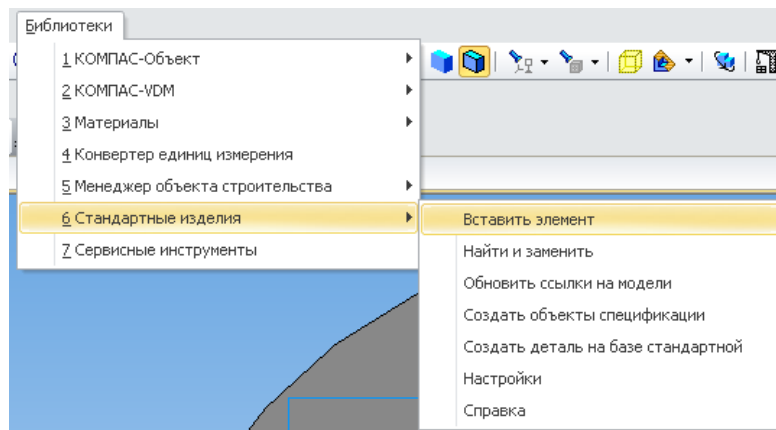 Библиотеки
1 КОМПАС-Объект
2 КОМПАС-VDM
3 Материалы
4 Конвертер единиц измерения
5 Менеджер объекта строительства
6 Стандартные изделия
7 Сервисные инструменты
Вставить элемент
Найти и заменить
Обновить ссылки на модели
Создать объекты спецификации
Создать деталь на базе стандартной
Настройки
Справка